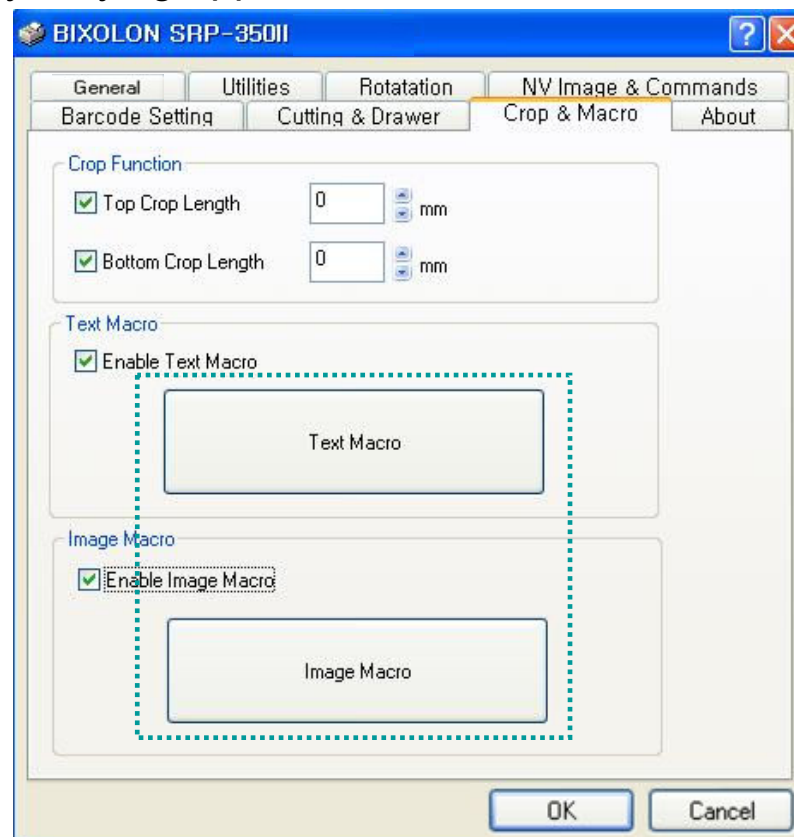 BIXOLON SRP-350II
General Utilities Rotatation NV Image & Commands
Barcode Setting Cutting & Drawer Crop & Macro About
Crop Function
Top Crop Length 0 mm
Bottom Crop Length 0 mm
Text Macro
Enable Text Macro
Text Macro
Image Macro
Enable Image Macro
Image Macro
OK Cancel